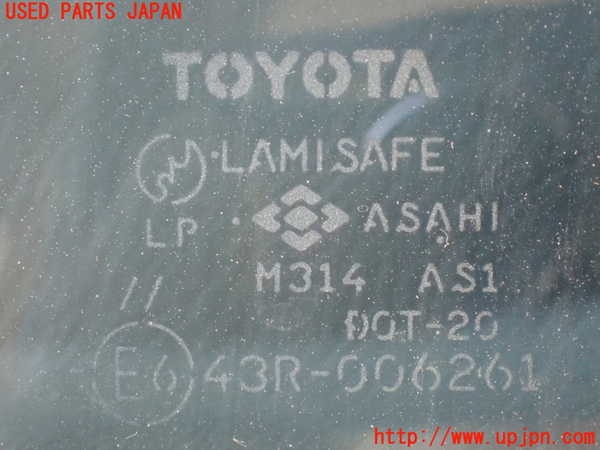 USED PARTS JAPAN
TOYOTA
LAMISAFE
LP ASAHI
M314 AS1
//
DOT-20
E6 43R-006261
http://www.upjpn.com/